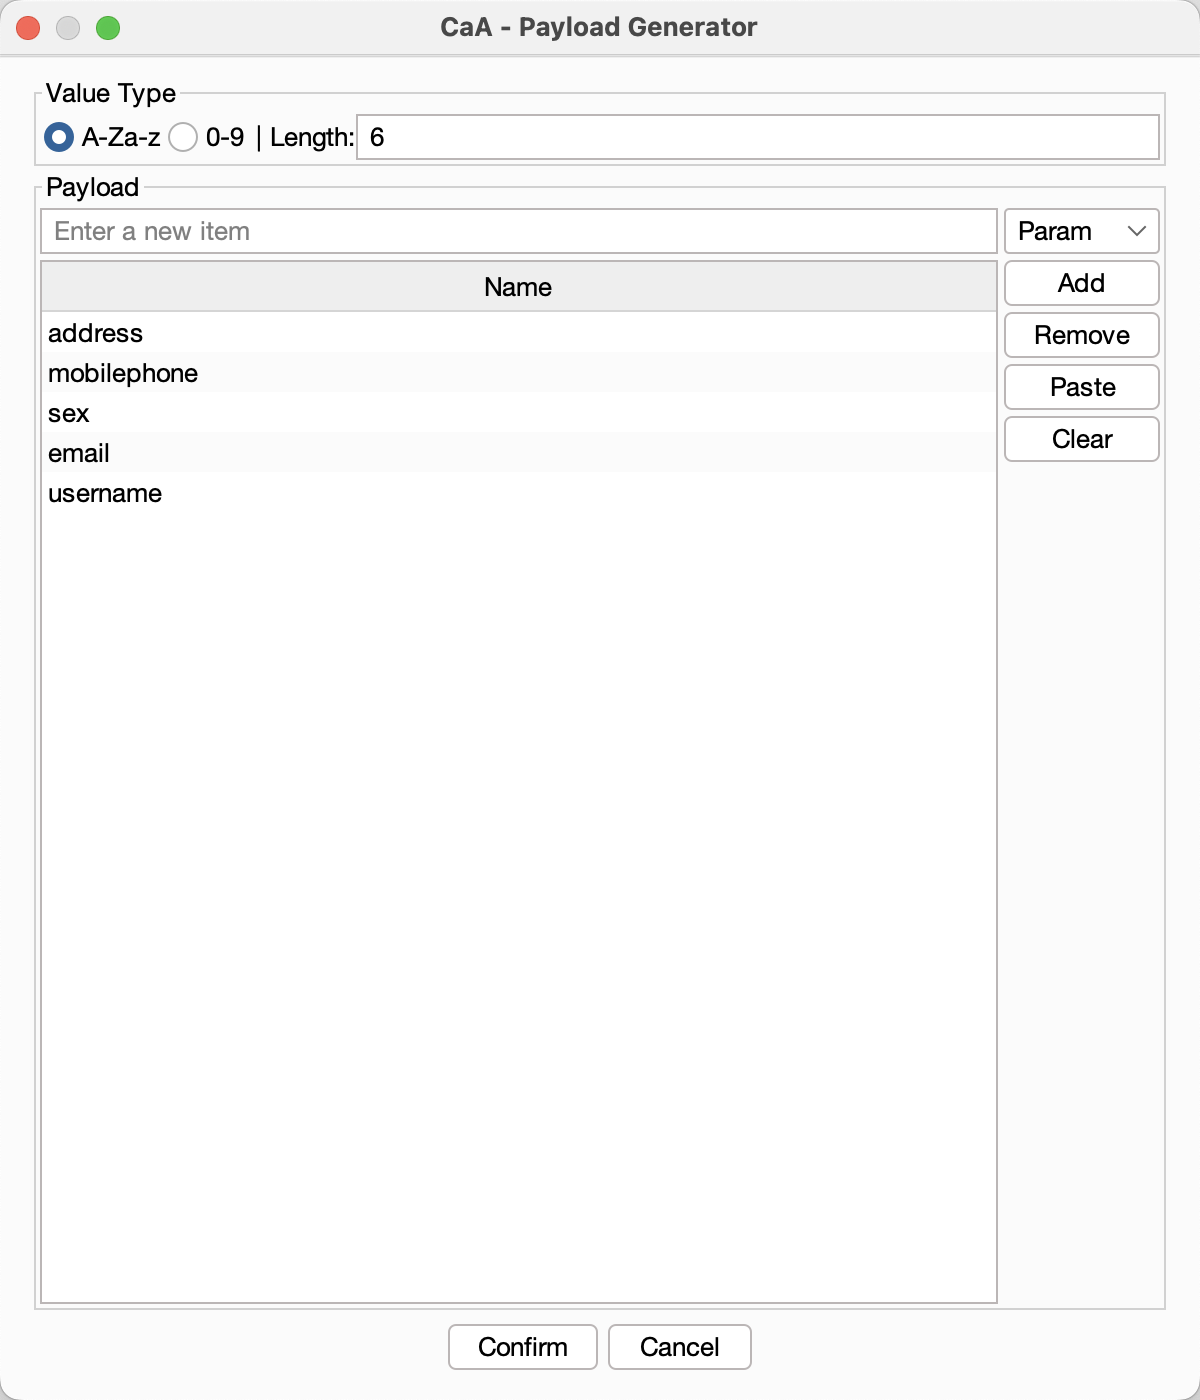 CaA - Payload Generator
Value Type
A-Za-z 0-9 | Length: 6
Payload
Enter a new item Param
Name Add
address
Remove
mobilephone
Paste
sex
Clear
email
username
Confirm Cancel